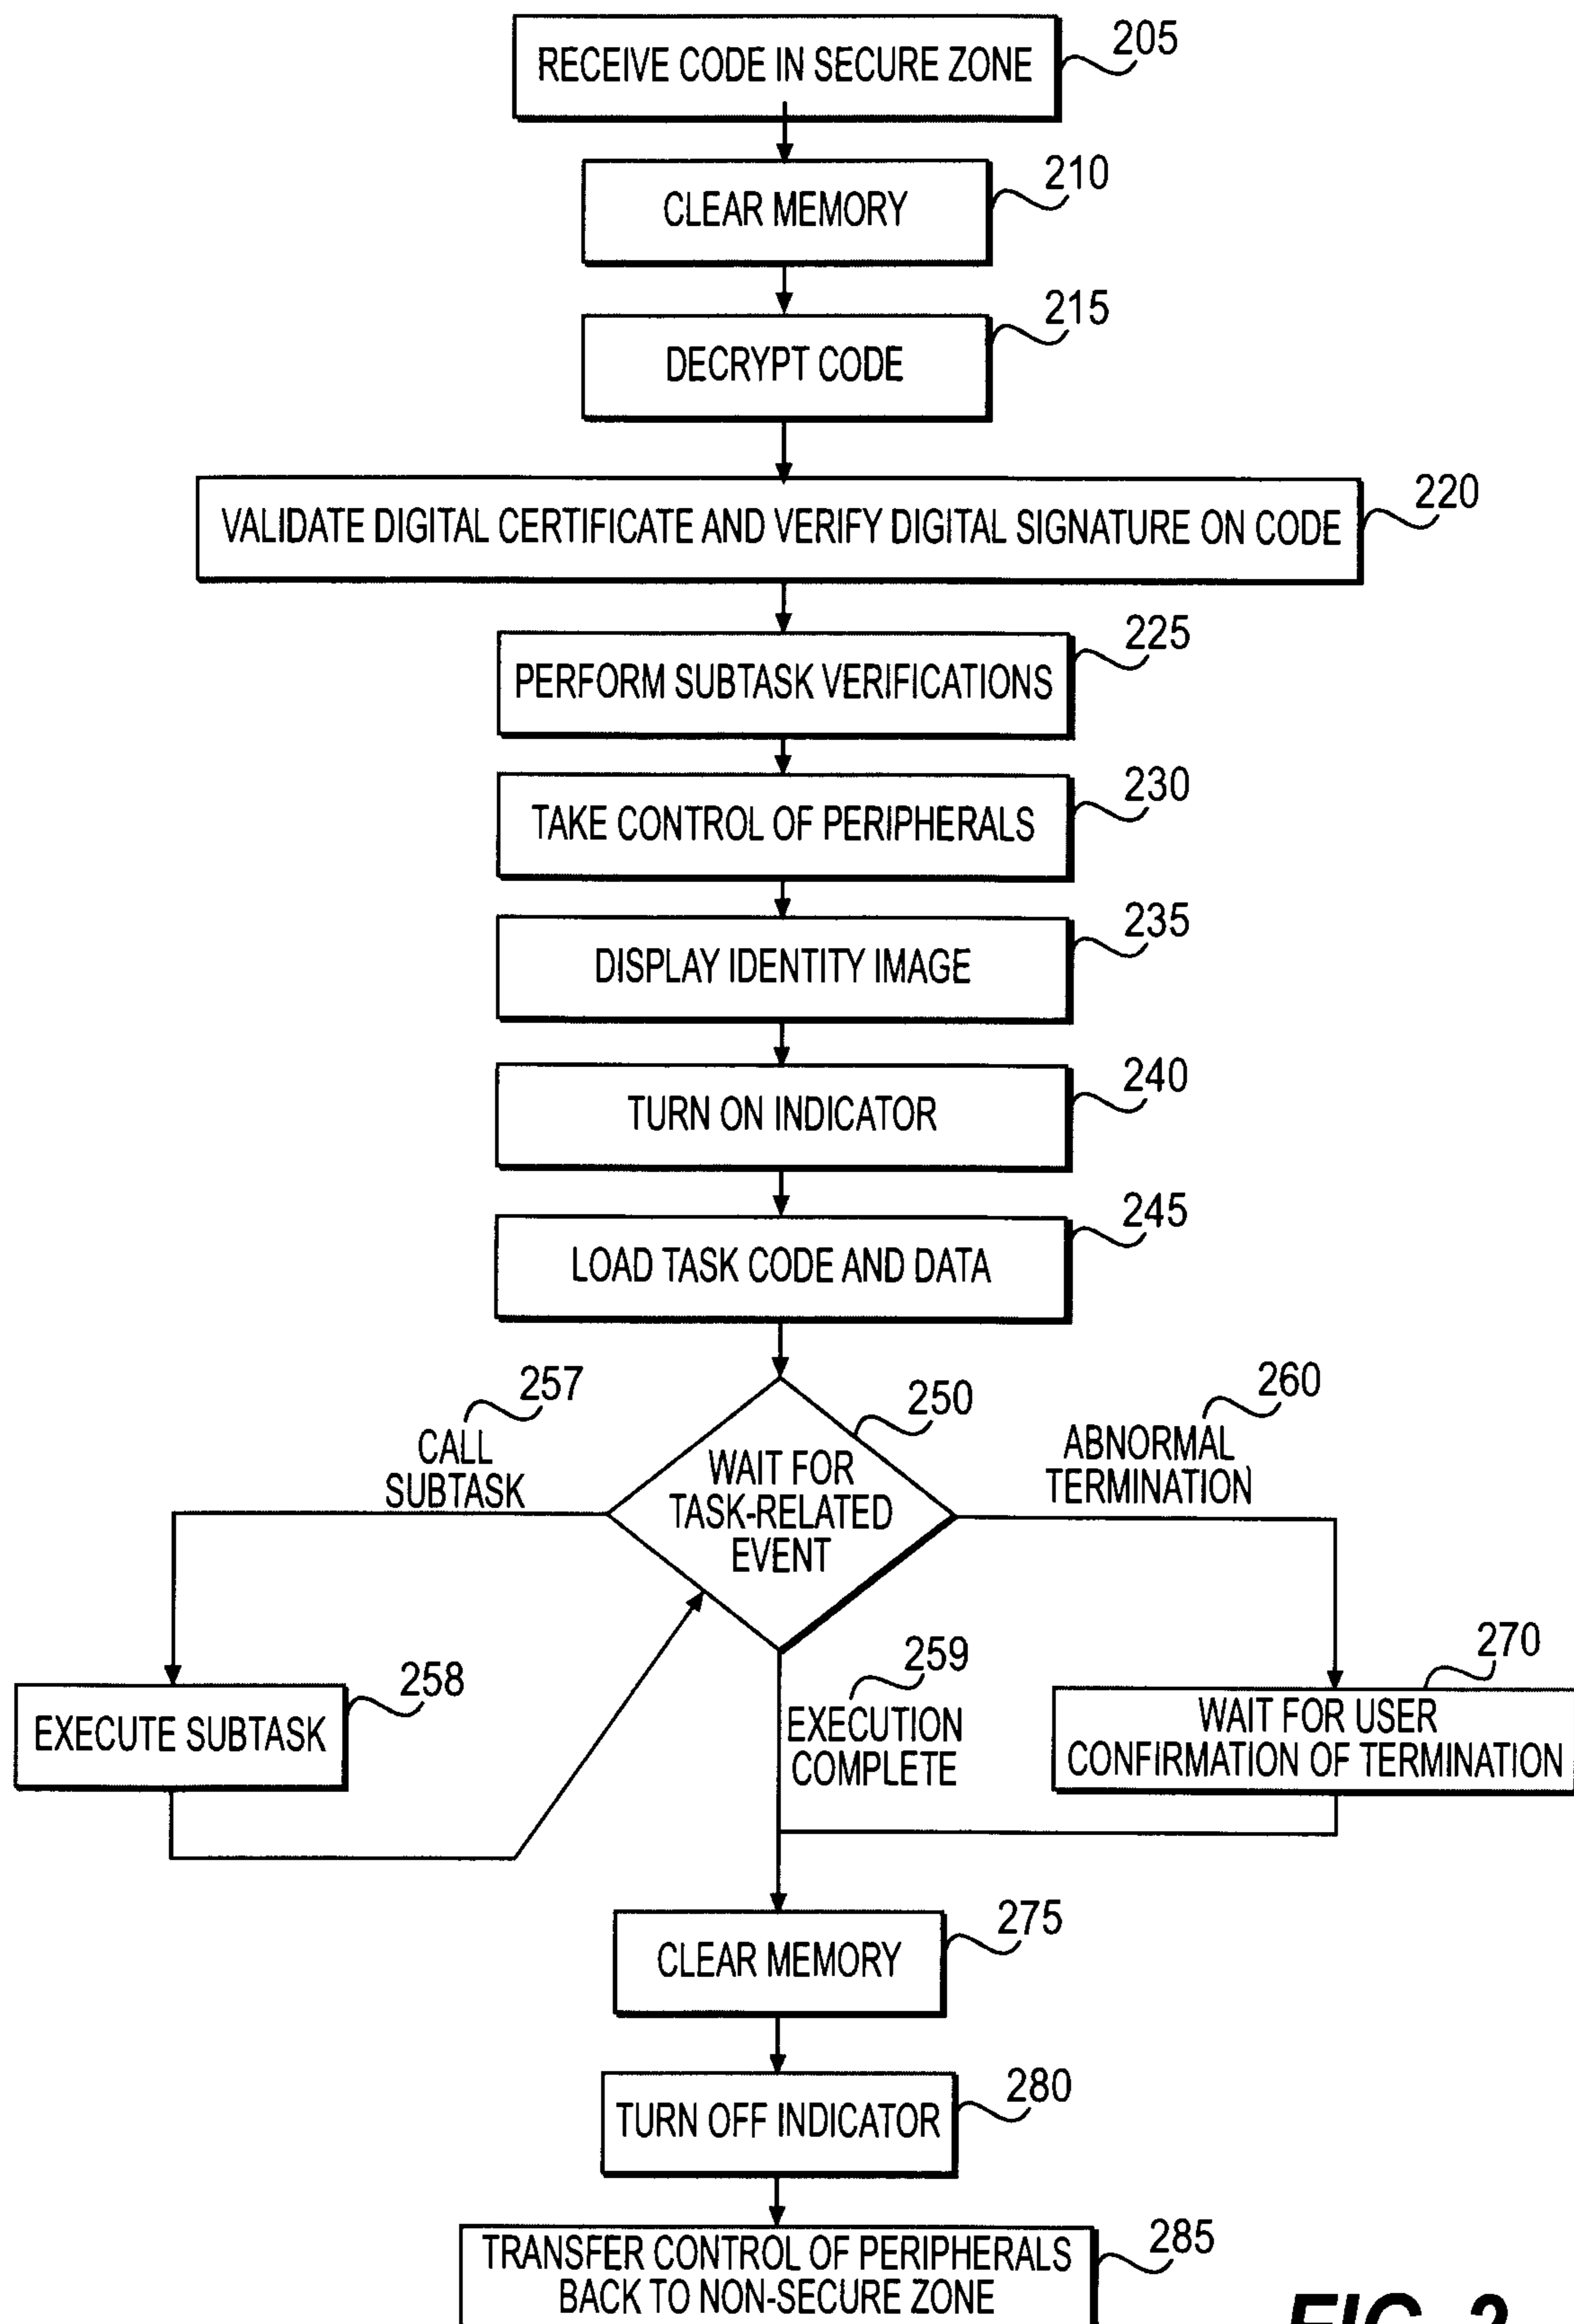 RECEIVE CODE IN SECURE ZONE
205
CLEAR MEMORY
210
DECRYPT CODE
215
VALIDATE DIGITAL CERTIFICATE AND VERIFY DIGITAL SIGNATURE ON CODE
220
PERFORM SUBTASK VERIFICATIONS
225
TAKE CONTROL OF PERIPHERALS
230
DISPLAY IDENTITY IMAGE
235
TURN ON INDICATOR
240
LOAD TASK CODE AND DATA
245
257
CALL
SUBTASK
250
WAIT FOR
TASK-RELATED
EVENT
260
ABNORMAL
TERMINATION
258
EXECUTE SUBTASK
259
EXECUTION
COMPLETE
270
WAIT FOR USER
CONFIRMATION OF TERMINATION
CLEAR MEMORY
275
TURN OFF INDICATOR
280
TRANSFER CONTROL OF PERIPHERALS
BACK TO NON-SECURE ZONE
285
FIG. 2